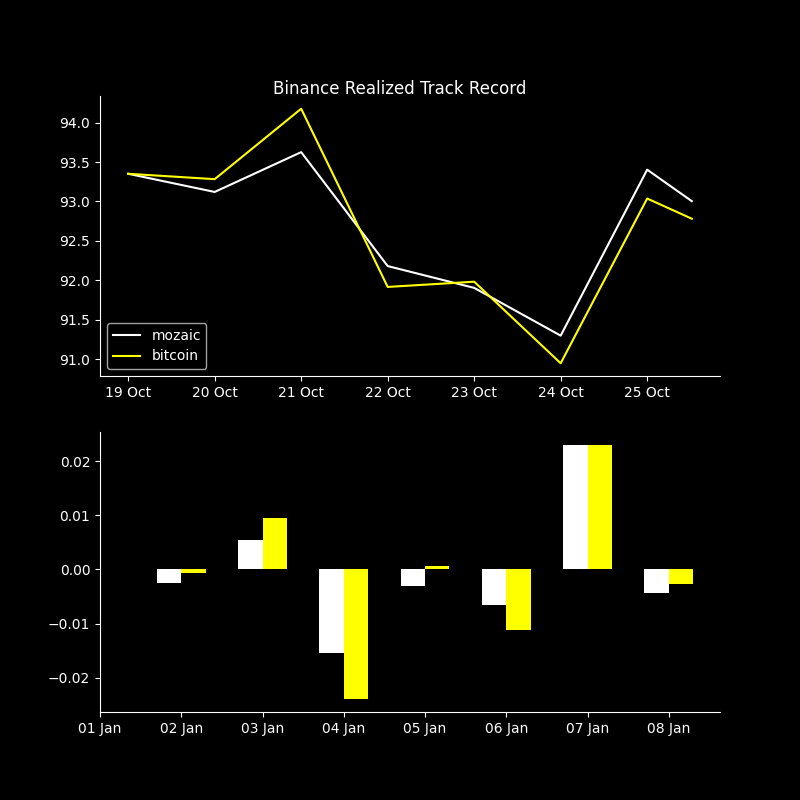 Binance Realized Track Record
94.0
93.5
93.0
92.5
92.0
91.5
91.0
mozaic
bitcoin
19 Oct 20 Oct 21 Oct 22 Oct 23 Oct 24 Oct 25 Oct
0.02
0.01
0.00
−0.01
−0.02
01 Jan 02 Jan 03 Jan 04 Jan 05 Jan 06 Jan 07 Jan 08 Jan